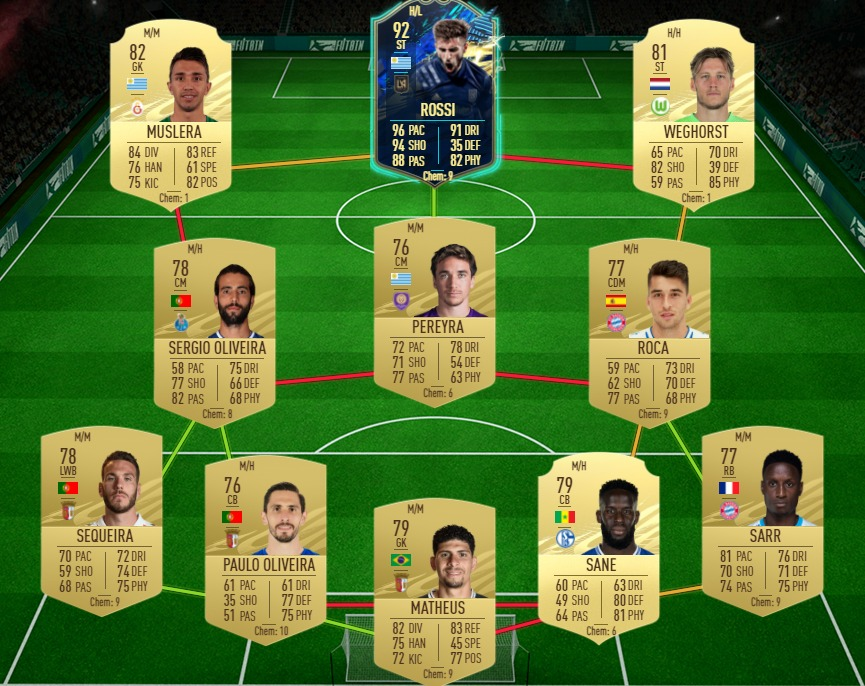 M/M
82
GK
MUSLERA
84 DIV 83 REF
76 HAN 61 SPE
75 KIC 82 POS
Chem: 1
H/L
92
ST
ROSSI
96 PAC 91 DRI
94 SHO 35 DEF
88 PAS 82 PHY
Chem: 9
H/H
81
ST
WEGHORST
65 PAC 70 DRI
82 SHO 39 DEF
59 PAS 85 PHY
Chem: 1
M/H
78
CM
SERGIO OLIVEIRA
58 PAC 75 DRI
77 SHO 66 DEF
82 PAS 68 PHY
Chem: 8
M/M
76
CM
PEREYRA
72 PAC 78 DRI
71 SHO 54 DEF
77 PAS 63 PHY
Chem: 6
M/H
77
CDM
ROCA
59 PAC 73 DRI
62 SHO 70 DEF
77 PAS 68 PHY
Chem: 9
M/M
78
LWB
SEQUEIRA
70 PAC 72 DRI
59 SHO 74 DEF
68 PAS 75 PHY
Chem: 9
M/H
76
CB
PAULO OLIVEIRA
61 PAC 61 DRI
35 SHO 77 DEF
51 PAS 75 PHY
Chem: 10
M/M
79
GK
MATHEUS
82 DIV 83 REF
75 HAN 45 SPE
72 KIC 77 POS
Chem: 9
M/H
79
CB
SANE
60 PAC 63 DRI
49 SHO 80 DEF
64 PAS 81 PHY
Chem: 6
M/M
77
RB
SARR
81 PAC 76 DRI
70 SHO 71 DEF
74 PAS 75 PHY
Chem: 9